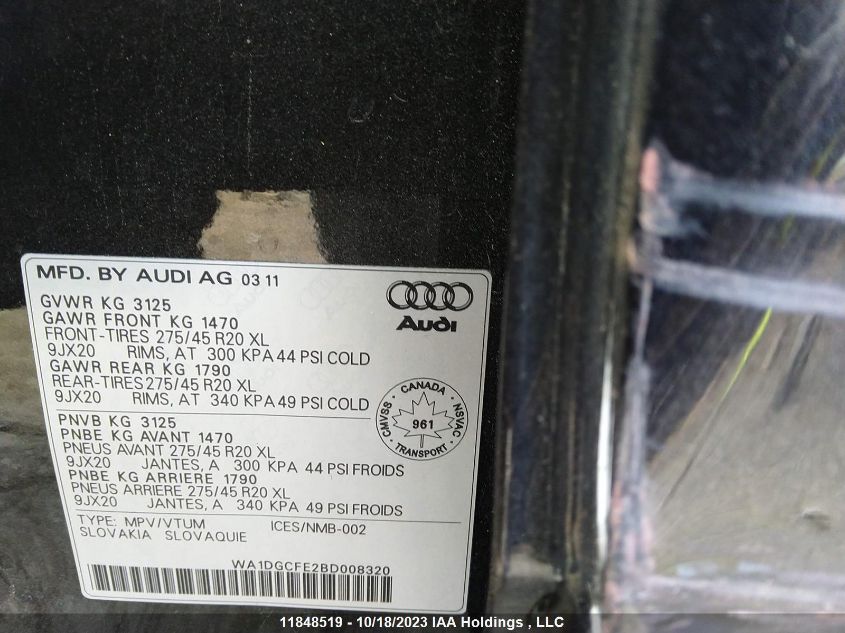 MFD. BY AUDI AG 03 11
Audi
GVWR KG 3125
GAWR FRONT KG 1470
FRONT-TIRES 275/45 R20 XL
9JX20 RIMS, AT 300 KPA 44 PSI COLD
GAWR REAR KG 1790
REAR-TIRES 275/45 R20 XL
9JX20 RIMS, AT 340 KPA 49 PSI COLD
CANADA
CMVSS
NSVAC
961
TRANSPORT
PNVB KG 3125
PNBE KG AVANT 1470
PNEUS AVANT 275/45 R20 XL
9JX20 JANTES, A 300 KPA 44 PSI FROIDS
PNBE KG ARRIERE 1790
PNEUS ARRIERE 275/45 R20 XL
9JX20 JANTES, A 340 KPA 49 PSI FROIDS
TYPE: MPV/VTUM ICES/NMB-002
SLOVAKIA SLOVAQUIE
WA1DGCFE2BD008320
11848519 - 10/18/2023 IAA Holdings , LLC